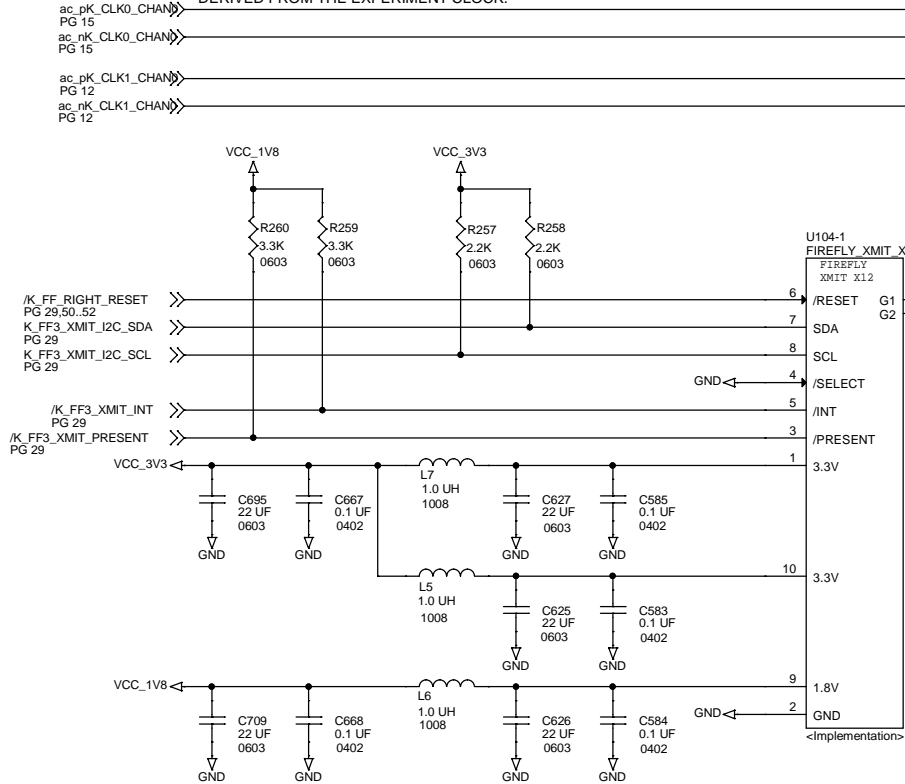 DERIVED FROM THE EXPERIMENT CLOCK.
ac_pK_CLK0_CHAN0
PG 15
ac_nK_CLK0_CHAN0
PG 15
ac_pK_CLK1_CHAN0
PG 12
ac_nK_CLK1_CHAN0
PG 12
VCC_1V8
VCC_3V3
R260
3.3K
0603
R259
3.3K
0603
R257
2.2K
0603
R258
2.2K
0603
U104-1
FIREFLY_XMIT_X
FIREFLY
XMIT X12
/K_FF_RIGHT_RESET
PG 29,50..52
6
/RESET
G1
G2
K_FF3_XMIT_I2C_SDA
PG 29
7
SDA
K_FF3_XMIT_I2C_SCL
PG 29
8
SCL
GND
4
/SELECT
/K_FF3_XMIT_INT
PG 29
5
/INT
/K_FF3_XMIT_PRESENT
PG 29
3
/PRESENT
VCC_3V3
1
3.3V
L7
1.0 UH
1008
C695
22 UF
0603
GND
C667
0.1 UF
0402
GND
C627
22 UF
0603
GND
C585
0.1 UF
0402
GND
10
3.3V
L5
1.0 UH
1008
C625
22 UF
0603
GND
C583
0.1 UF
0402
GND
VCC_1V8
9
1.8V
L6
1.0 UH
1008
GND
2
GND
<Implementation>
C709
22 UF
0603
GND
C668
0.1 UF
0402
GND
C626
22 UF
0603
GND
C584
0.1 UF
0402
GND